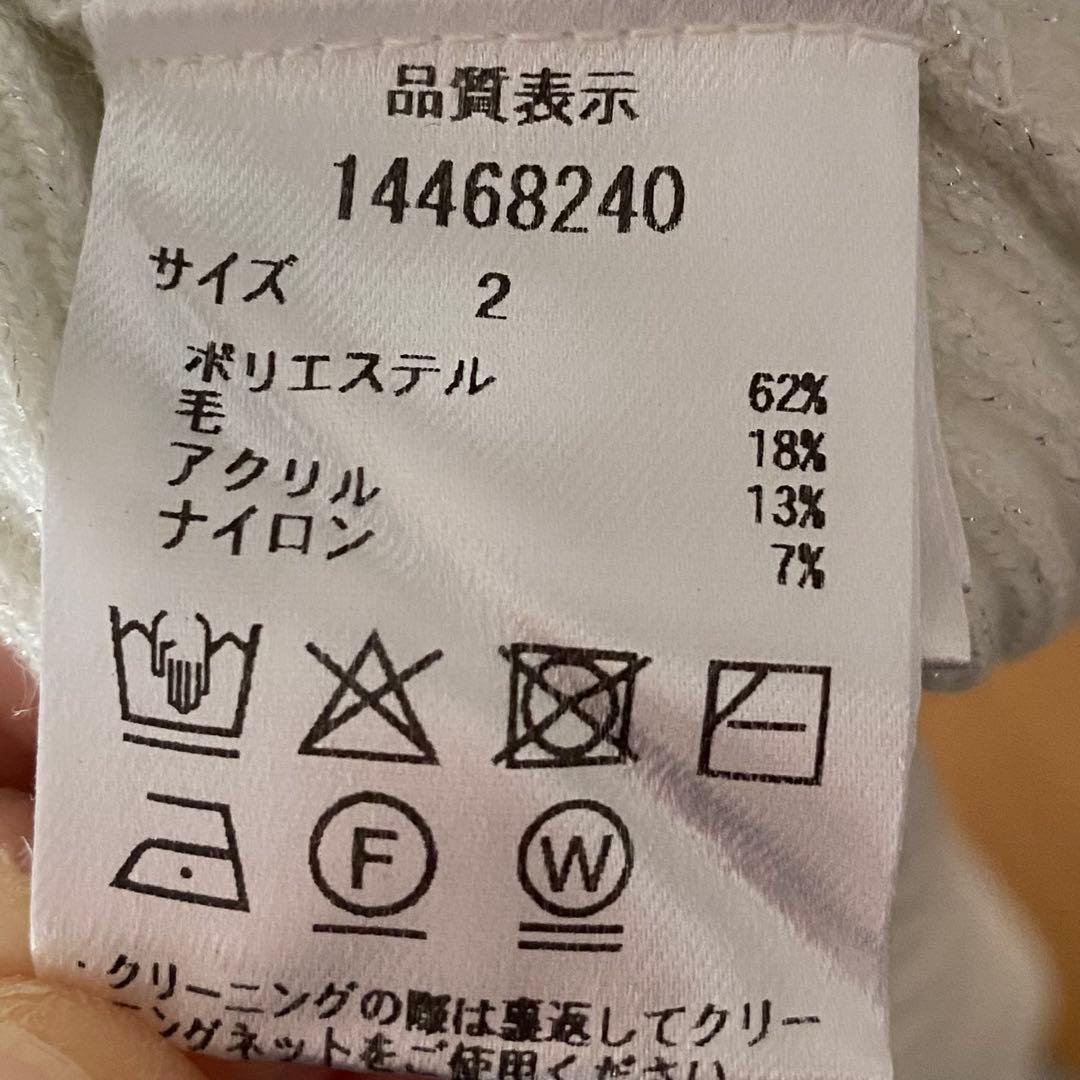 品質表示
14468240
サイズ 2
ポリエステル 62%
毛 18%
アクリル 13%
ナイロン 7%
F W
・クリーニングの際は裏返してクリー
ニングネットをご使用ください